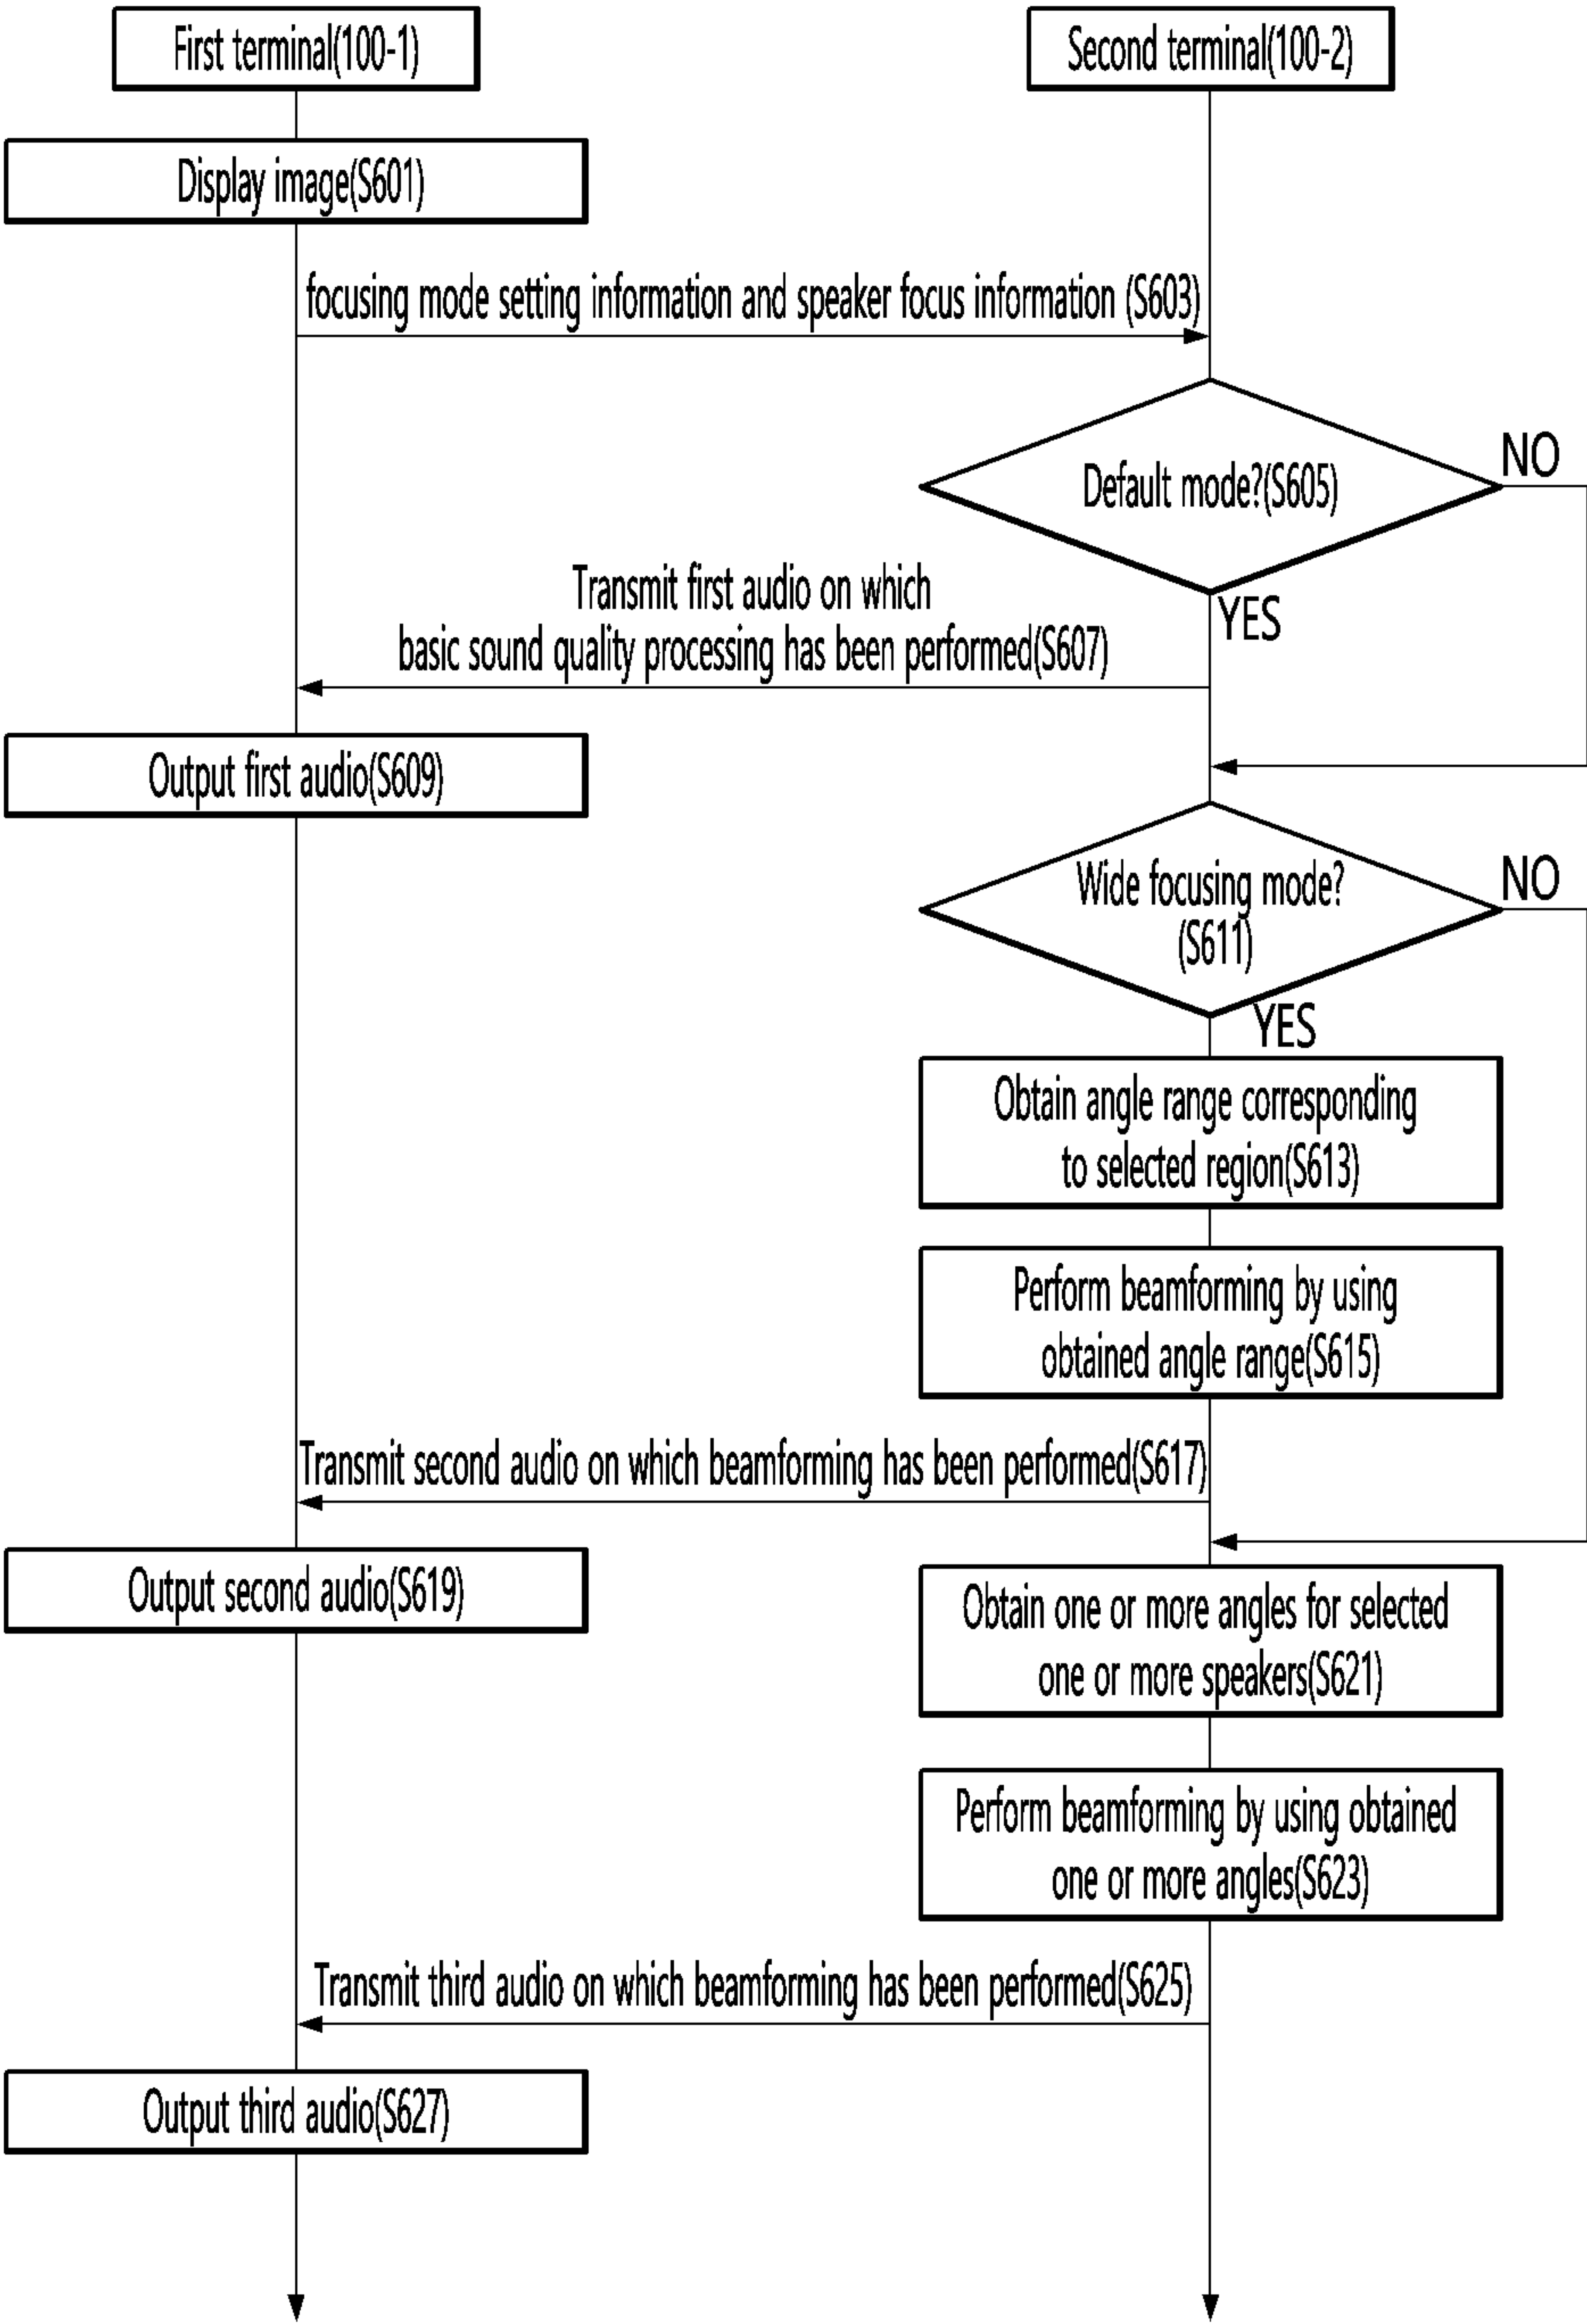 First terminal(100-1)
Second terminal(100-2)
Display image(S601)
focusing mode setting information and speaker focus information (S603)
Default mode?(S605)
NO
YES
Transmit first audio on which
basic sound quality processing has been performed(S607)
Output first audio(S609)
Wide focusing mode?
(S611)
NO
YES
Obtain angle range corresponding
to selected region(S613)
Perform beamforming by using
obtained angle range(S615)
Transmit second audio on which beamforming has been performed(S617)
Output second audio(S619)
Obtain one or more angles for selected
one or more speakers(S621)
Perform beamforming by using obtained
one or more angles(S623)
Transmit third audio on which beamforming has been performed(S625)
Output third audio(S627)